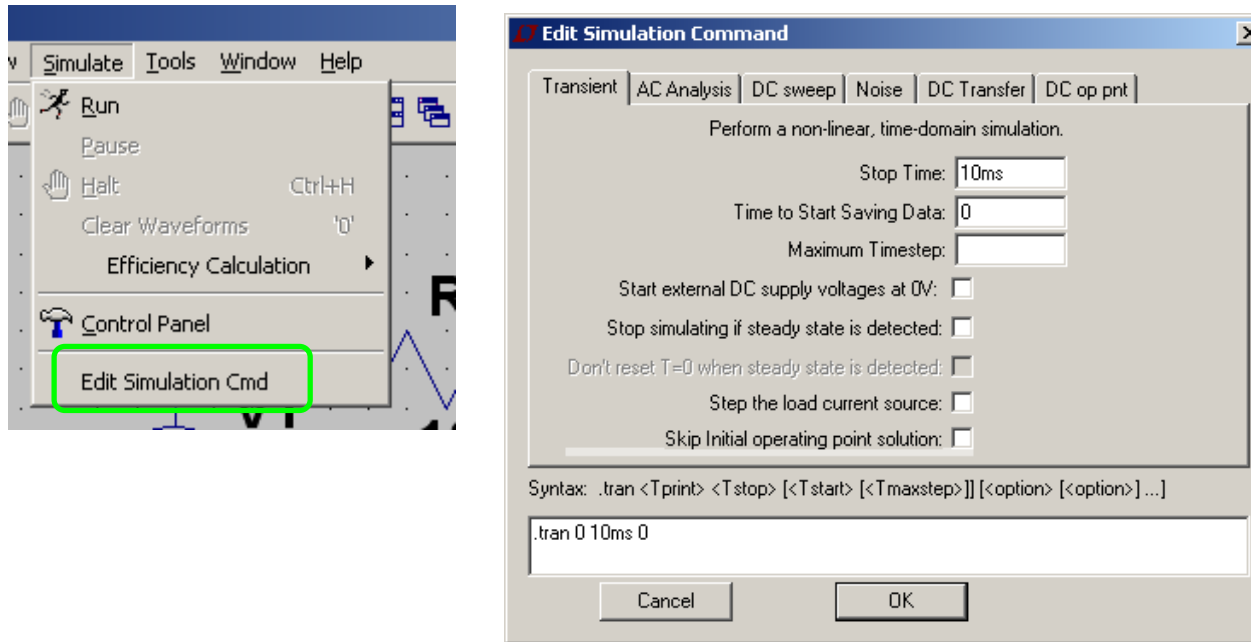 Simulate Tools Window Help
Run
Pause
Halt Ctrl+H
Clear Waveforms '0'
Efficiency Calculation
Control Panel
Edit Simulation Cmd
R
Edit Simulation Command
Transient AC Analysis DC sweep Noise DC Transfer DC op pnt
Perform a non-linear, time-domain simulation.
Stop Time: 10ms
Time to Start Saving Data: 0
Maximum Timestep:
Start external DC supply voltages at 0V:
Stop simulating if steady state is detected:
Don't reset T=0 when steady state is detected:
Step the load current source:
Skip Initial operating point solution:
Syntax: .tran <Tprint> <Tstop> [<Tstart> [<Tmaxstep>]] [<option> [<option>] ...]
.tran 0 10ms 0
Cancel OK